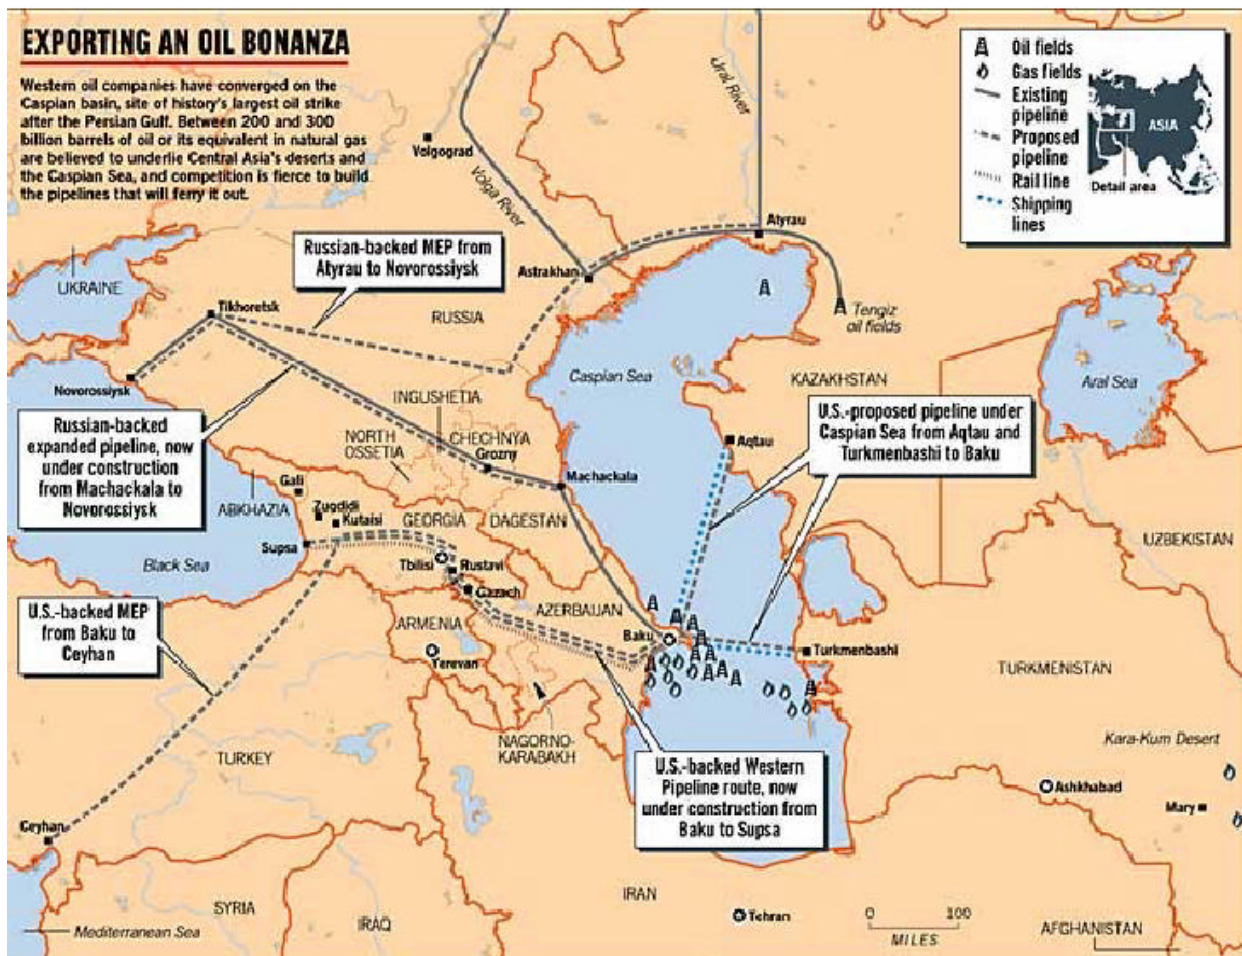 EXPORTING AN OIL BONANZA
Western oil companies have converged on the
Caspian basin, site of history's largest oil strike
after the Persian Gulf. Between 200 and 300
billion barrels of oil or its equivalent in natural gas
are believed to underlie Central Asia's deserts and
the Caspian Sea, and competition is fierce to build
the pipelines that will ferry it out.
Oil fields
Gas fields
Existing
pipeline
Proposed
pipeline
Rail line
Shipping
lines
ASIA
Detail area
Ural River
Volgograd
Volga River
Atyrau
Russian-backed MEP from
Atyrau to Novorossiysk
Astrakhan
UKRAINE
Tikhoretsk
RUSSIA
Tengiz
oil fields
Novorossiysk
Caspian Sea
KAZAKHSTAN
Aral Sea
INGUSHETIA
Russian-backed
expanded pipeline, now
under construction
from Machackala to
Novorossiysk
U.S.-proposed pipeline under
Caspian Sea from Aqtau and
Turkmenbashi to Baku
NORTH
OSSETIA
CHECHNYA
Grozny
Aqtau
Machackala
Gali
ABKHAZIA
Zugdidi
Kutaisi
GEORGIA
DAGESTAN
Supsa
UZBEKISTAN
Black Sea
Tbilisi
Rustavi
Gazach
U.S.-backed MEP
from Baku to
Ceyhan
ARMENIA
AZERBAIJAN
Baku
Yerevan
Turkmenbashi
TURKMENISTAN
NAGORNO-
KARABAKH
TURKEY
Kara-Kum Desert
U.S.-backed Western
Pipeline route, now
under construction from
Baku to Supsa
Ashkhabad
Mary
Ceyhan
SYRIA
IRAQ
IRAN
Tehran
0 100
MILES
AFGHANISTAN
Mediterranean Sea